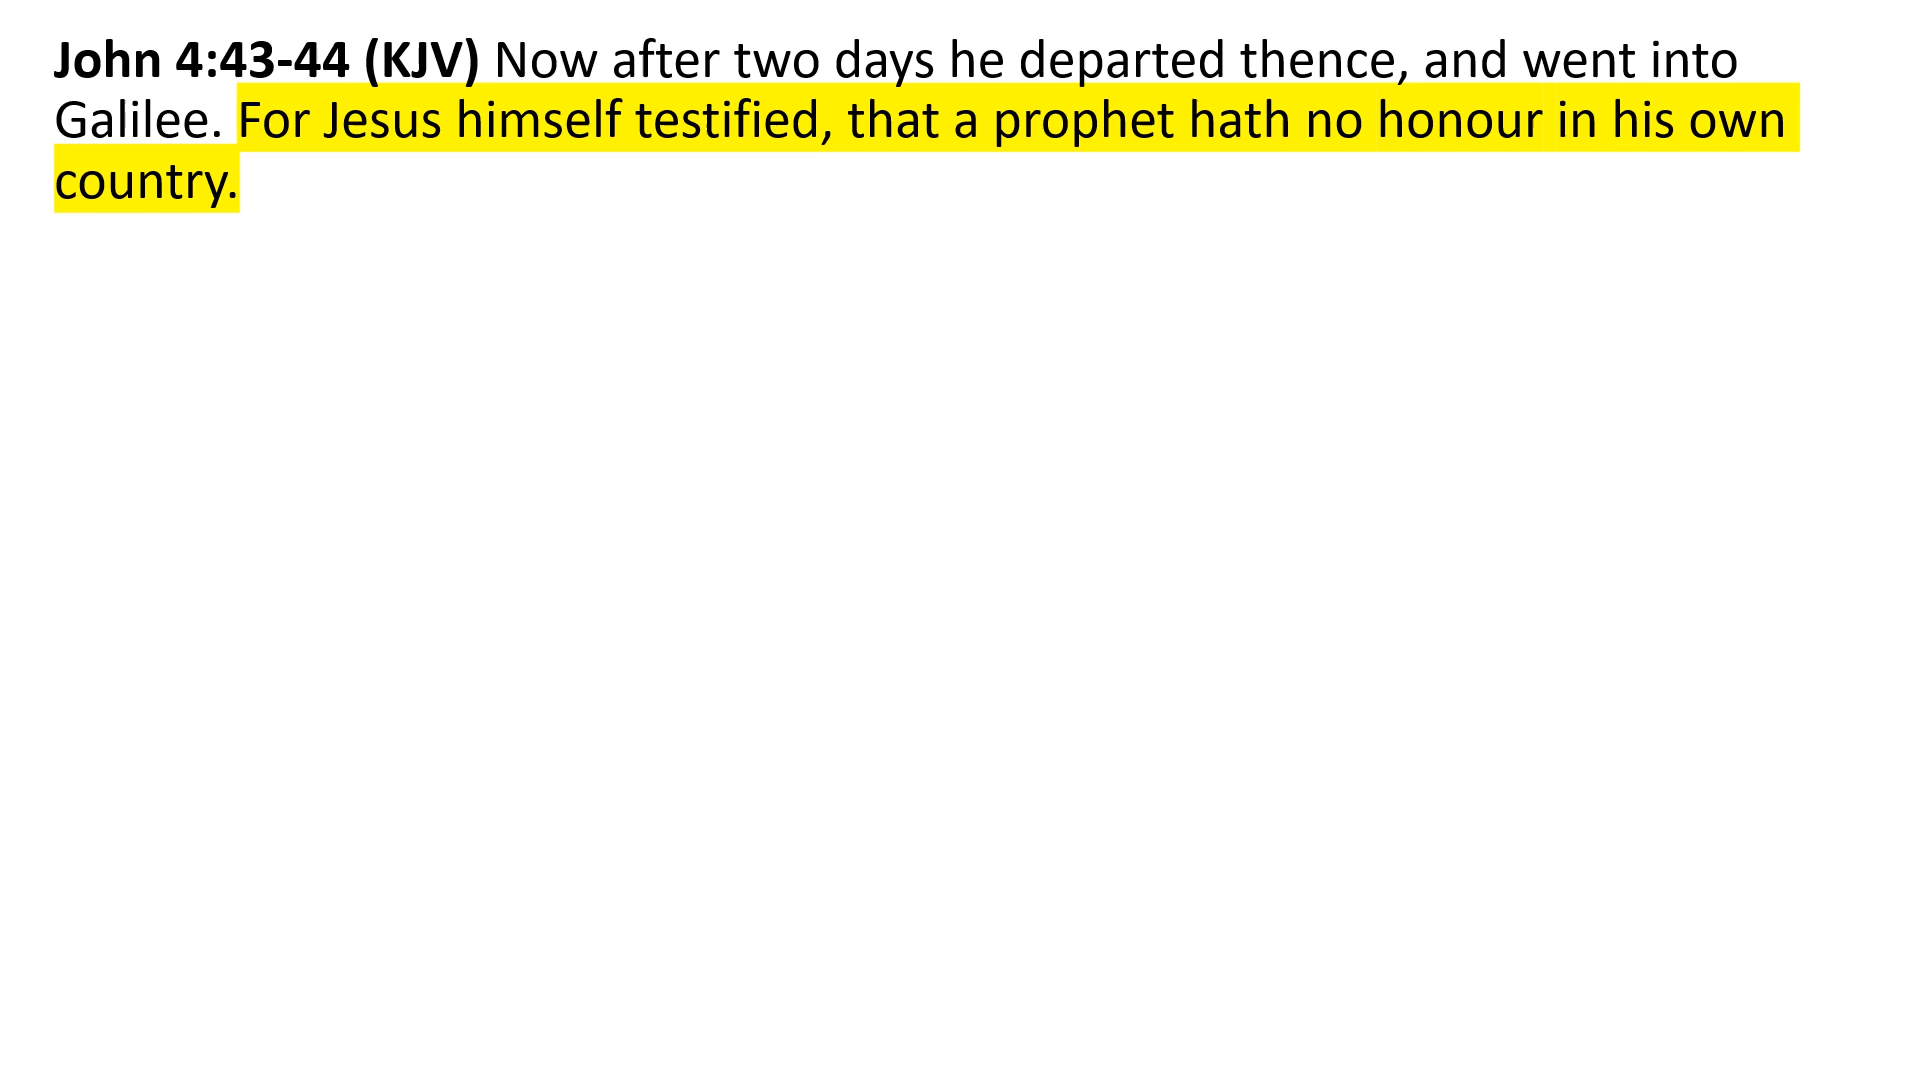 John 4:43-44 (KJV) Now after two days he departed thence, and went into
Galilee. For Jesus himself testified, that a prophet hath no honour in his own
country.